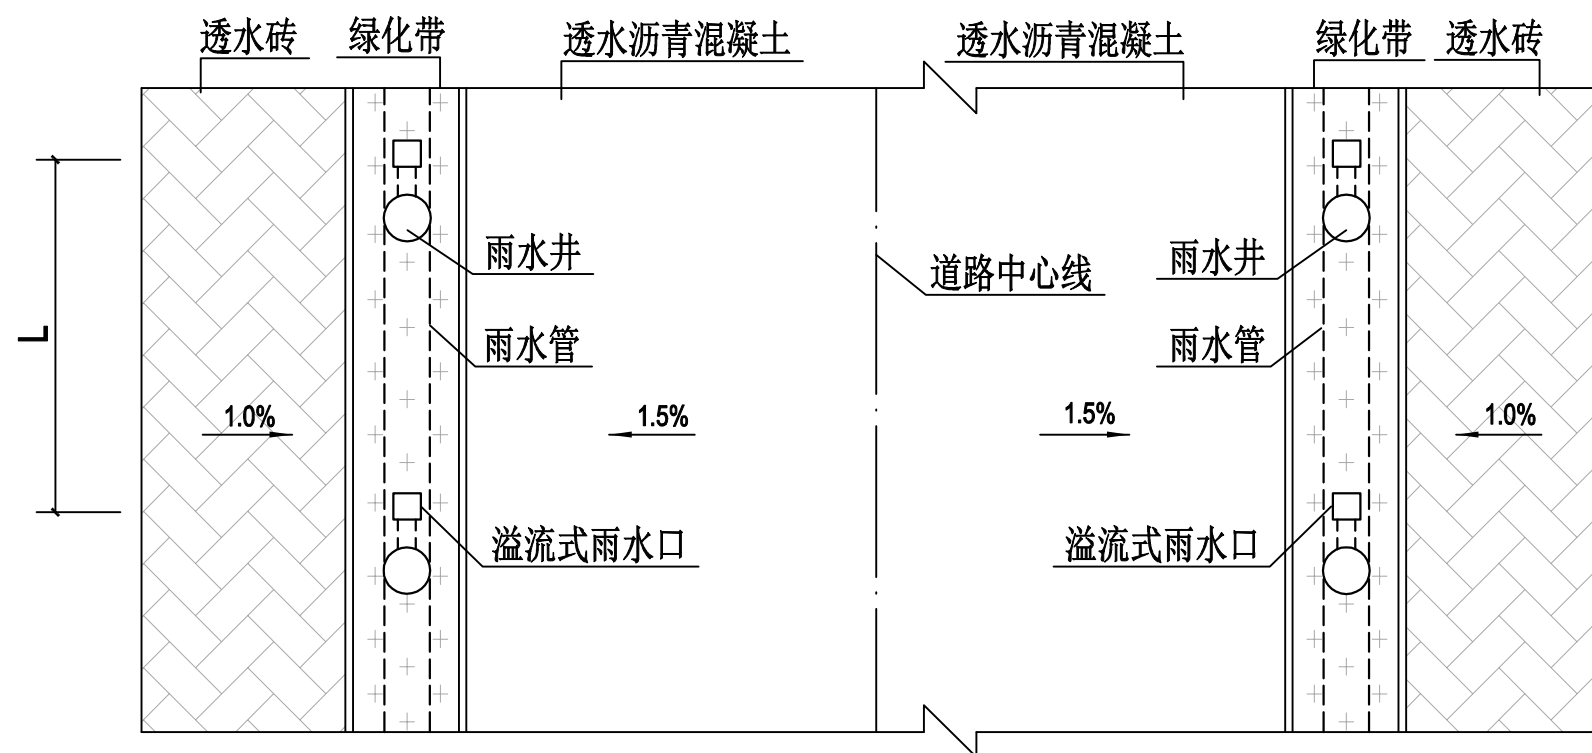 透水砖
绿化带
透水沥青混凝土
透水沥青混凝土
绿化带
透水砖
雨水井
道路中心线
雨水井
雨水管
雨水管
L
1.0%
1.5%
1.5%
1.0%
溢流式雨水口
溢流式雨水口